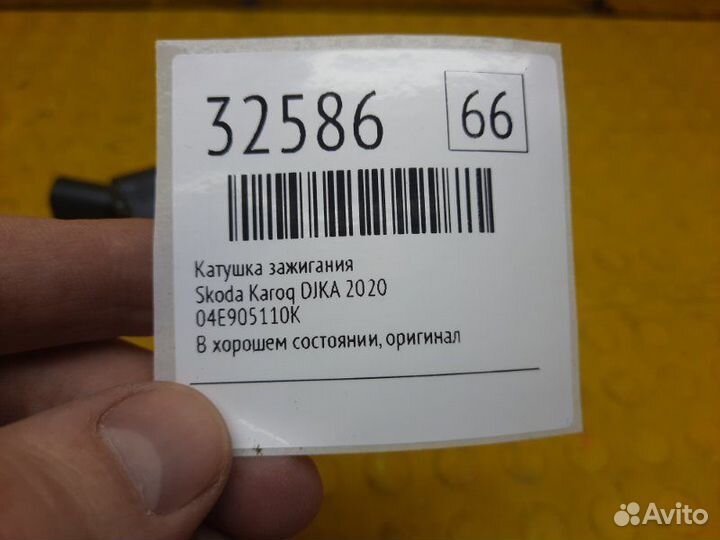 32586
66
Катушка зажигания
Skoda Karoq DJKA 2020
04E905110K
В хорошем состоянии, оригинал
Avito